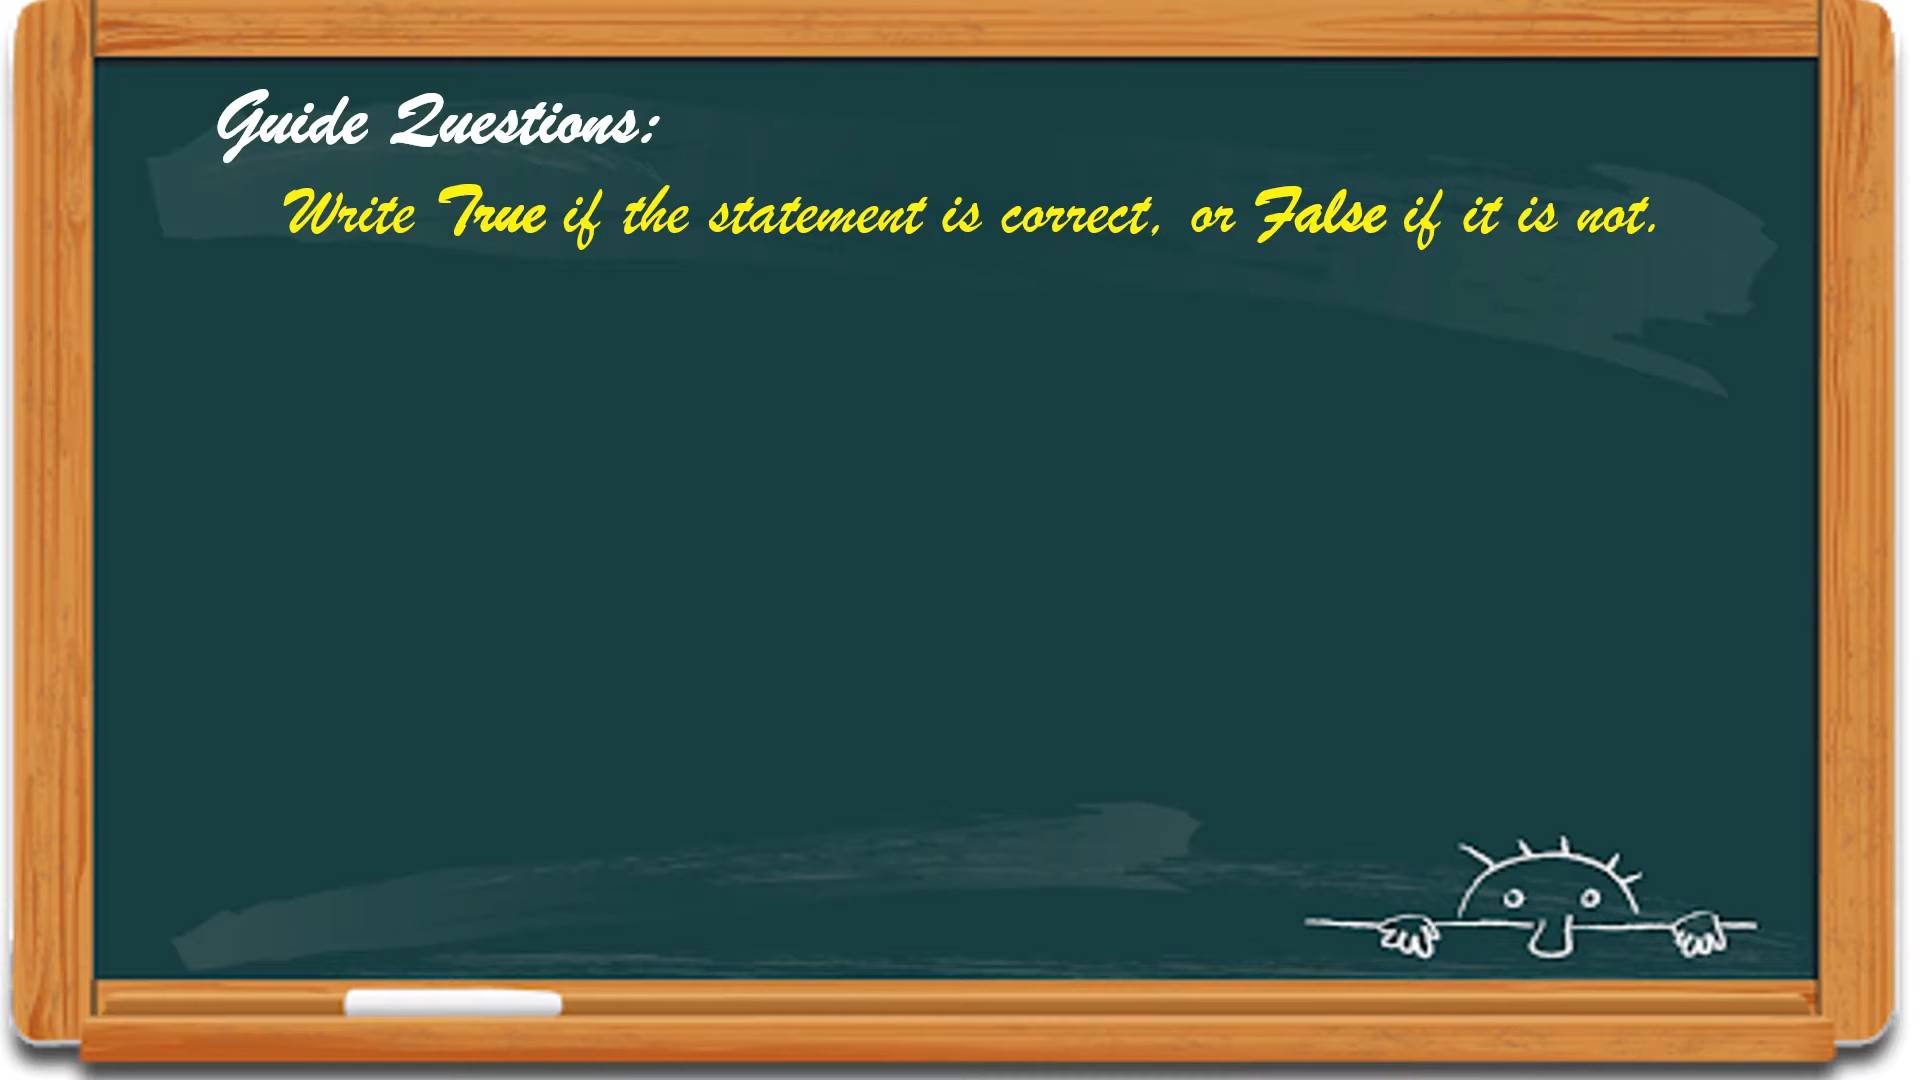 Guide Questions:
Write True if the statement is correct, or False if it is not.